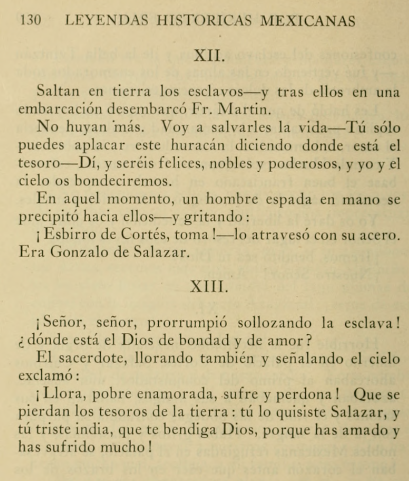 130 LEYENDAS HISTORICAS MEXICANAS
XII.
Saltan en tierra los esclavos—y tras ellos en una
embarcación desembarcó Fr. Martin.
No huyan más. Voy a salvarles la vida—Tú sólo
puedes aplacar este huracán diciendo donde está el
tesoro—Dí, y seréis felices, nobles y poderosos, y yo y el
cielo os bondeciremos.
En aquel momento, un hombre espada en mano se
precipitó hacia ellos—y gritando:
¡Esbirro de Cortés, toma!—lo atravesó con su acero.
Era Gonzalo de Salazar.
XIII.
¡Señor, señor, prorrumpió sollozando la esclava!
¿dónde está el Dios de bondad y de amor?
El sacerdote, llorando también y señalando el cielo
exclamó:
¡Llora, pobre enamorada, sufre y perdona! Que se
pierdan los tesoros de la tierra: tú lo quisiste Salazar, y
tú triste india, que te bendiga Dios, porque has amado y
has sufrido mucho!